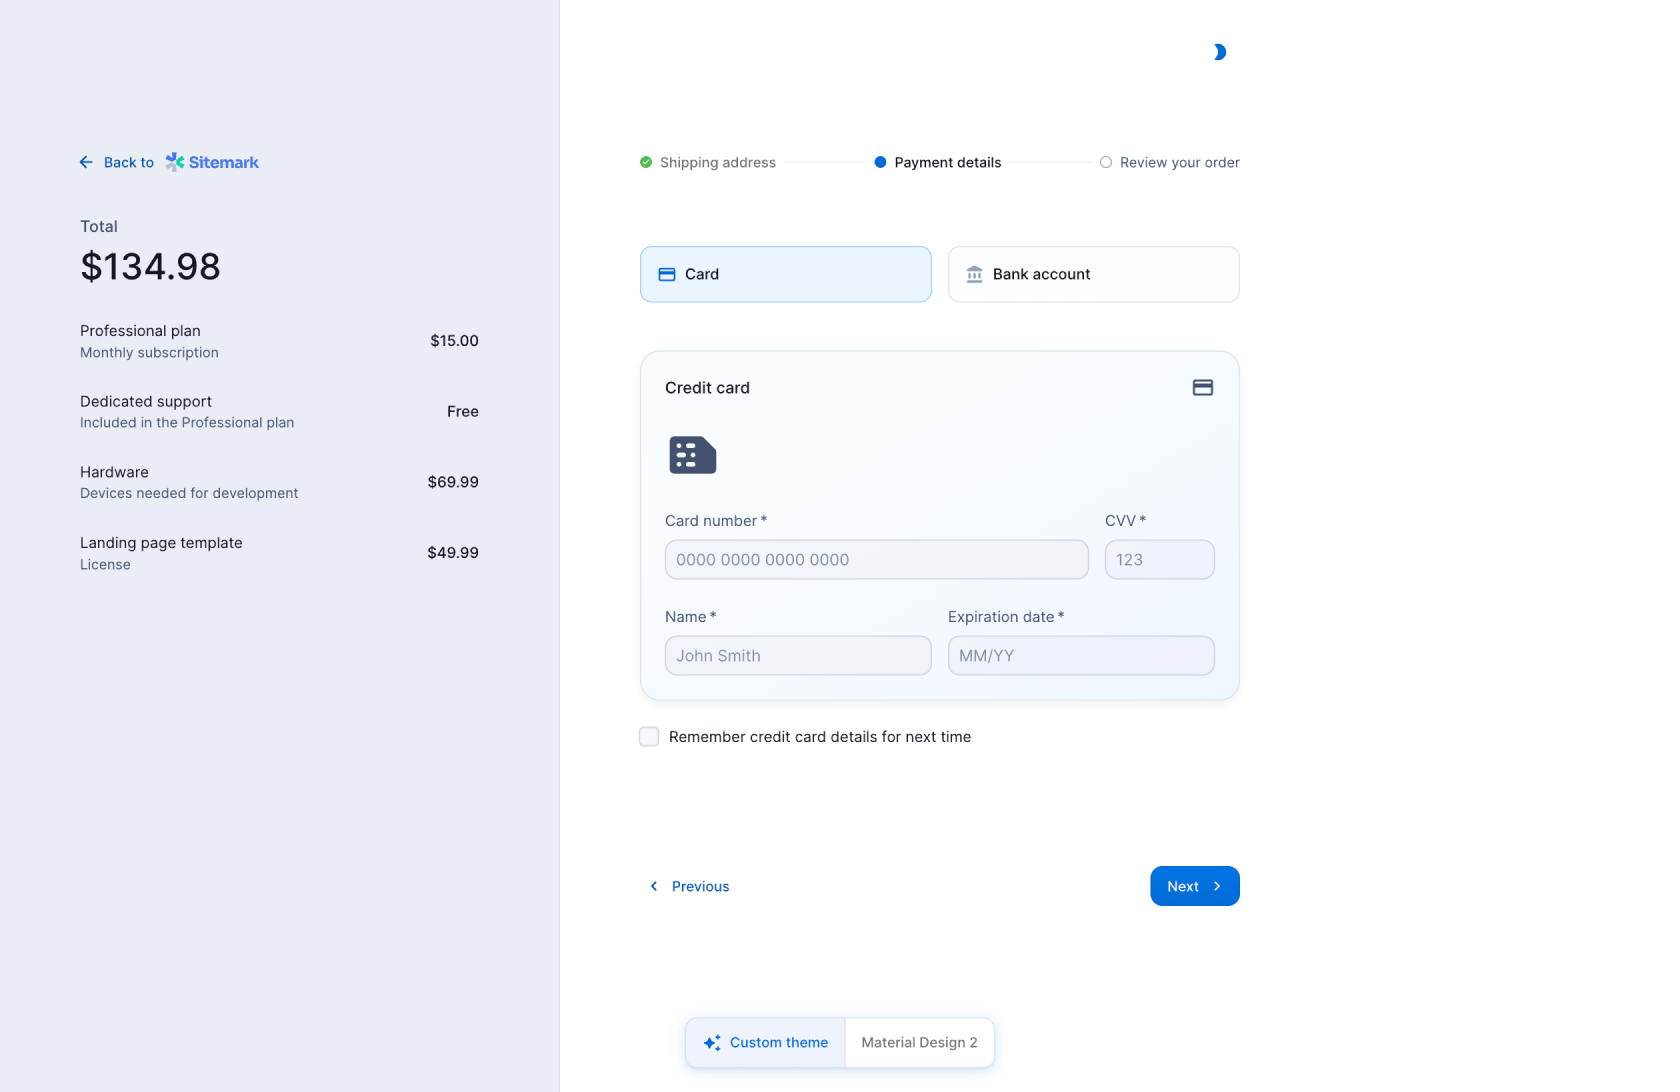 Back to Sitemark
Total
$134.98
Professional plan
Monthly subscription
$15.00
Dedicated support
Included in the Professional plan
Free
Hardware
Devices needed for development
$69.99
Landing page template
License
$49.99
Shipping address
Payment details
Review your order
Card
Bank account
Credit card
Card number *
CVV *
0000 0000 0000 0000
123
Name *
Expiration date *
John Smith
MM/YY
Remember credit card details for next time
Previous
Next
Custom theme
Material Design 2